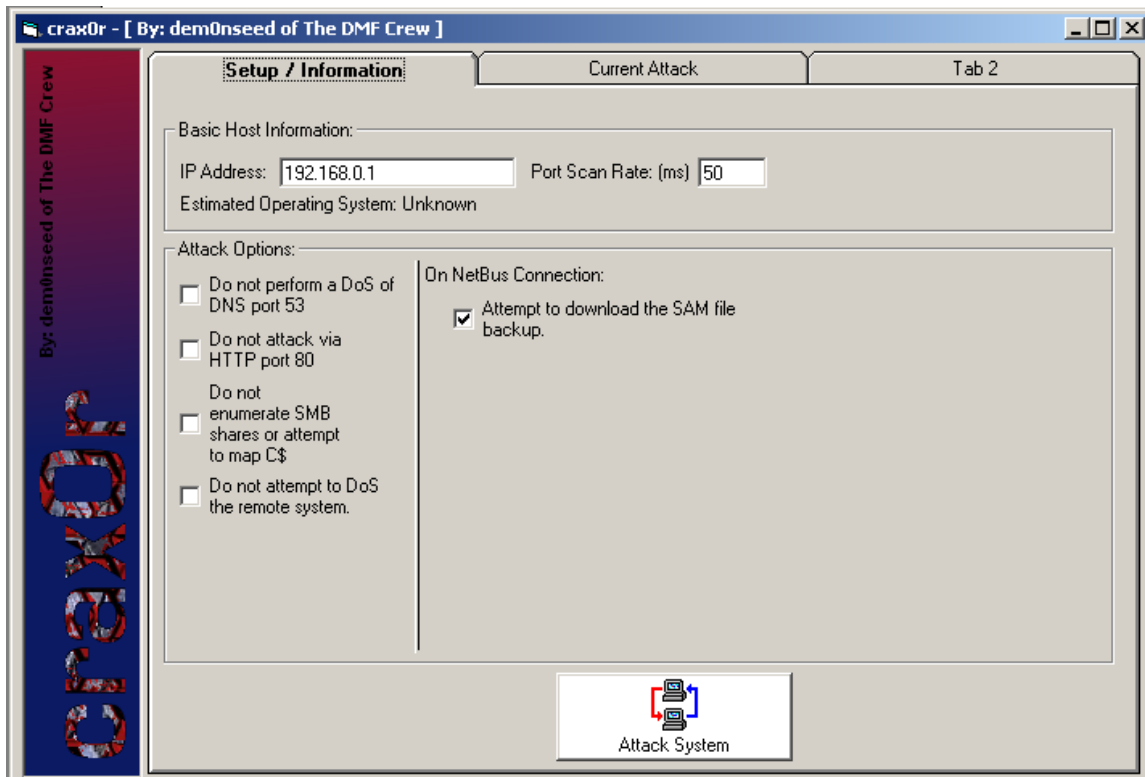 crax0r - [ By: dem0nseed of The DMF Crew ]
Setup / Information
Current Attack
Tab 2
By: dem0nseed of The DMF Crew
crax0r
Basic Host Information:
IP Address: 192.168.0.1 Port Scan Rate: (ms) 50
Estimated Operating System: Unknown
Attack Options:
Do not perform a DoS of
DNS port 53
Do not attack via
HTTP port 80
Do not
enumerate SMB
shares or attempt
to map C$
Do not attempt to DoS
the remote system.
On NetBus Connection:
Attempt to download the SAM file
backup.
Attack System